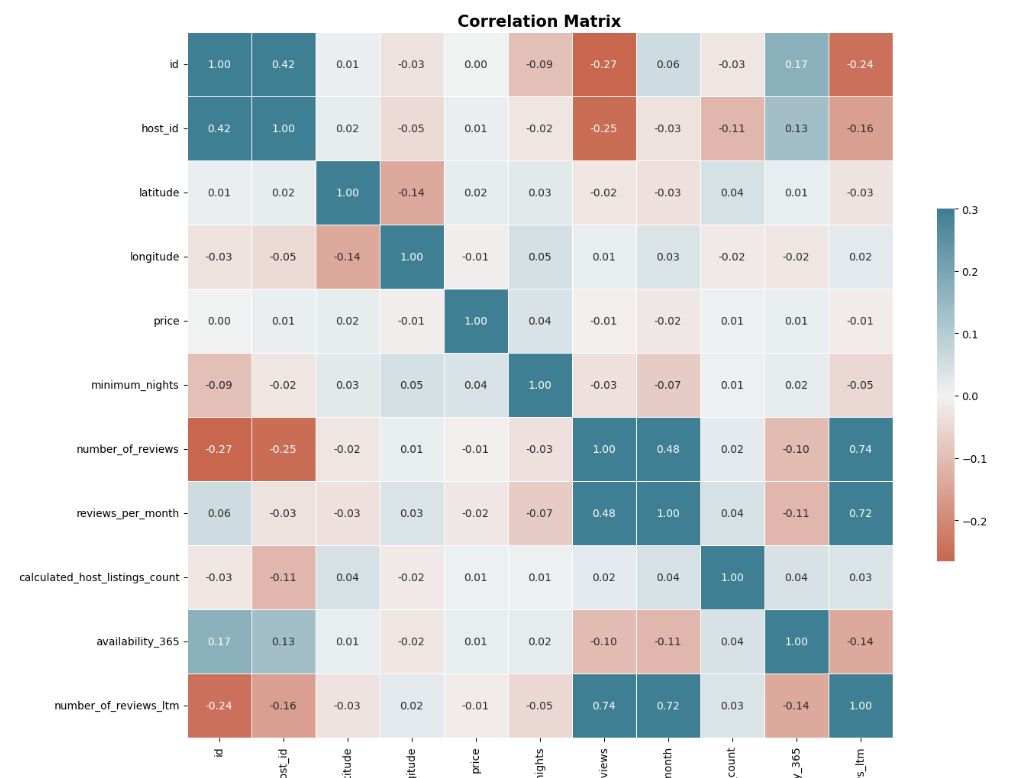 Correlation Matrix
id 1.00 0.42 0.01 -0.03 0.00 -0.09 -0.27 0.06 -0.03 0.17 -0.24
host_id 0.42 1.00 0.02 -0.05 0.01 -0.02 -0.25 -0.03 -0.11 0.13 -0.16
latitude 0.01 0.02 1.00 -0.14 0.02 0.03 -0.02 -0.03 0.04 0.01 -0.03
longitude -0.03 -0.05 -0.14 1.00 -0.01 0.05 0.01 0.03 -0.02 -0.02 0.02
price 0.00 0.01 0.02 -0.01 1.00 0.04 -0.01 -0.02 0.01 0.01 -0.01
minimum_nights -0.09 -0.02 0.03 0.05 0.04 1.00 -0.03 -0.07 0.01 0.02 -0.05
number_of_reviews -0.27 -0.25 -0.02 0.01 -0.01 -0.03 1.00 0.48 0.02 -0.10 0.74
reviews_per_month 0.06 -0.03 -0.03 0.03 -0.02 -0.07 0.48 1.00 0.04 -0.11 0.72
calculated_host_listings_count -0.03 -0.11 0.04 -0.02 0.01 0.01 0.02 0.04 1.00 0.04 0.03
availability_365 0.17 0.13 0.01 -0.02 0.01 0.02 -0.10 -0.11 0.04 1.00 -0.14
number_of_reviews_ltm -0.24 -0.16 -0.03 0.02 -0.01 -0.05 0.74 0.72 0.03 -0.14 1.00
id ost_id titude gitude price nights views month _count y_365 vs_ltm
0.3
0.2
0.1
0.0
−0.1
−0.2